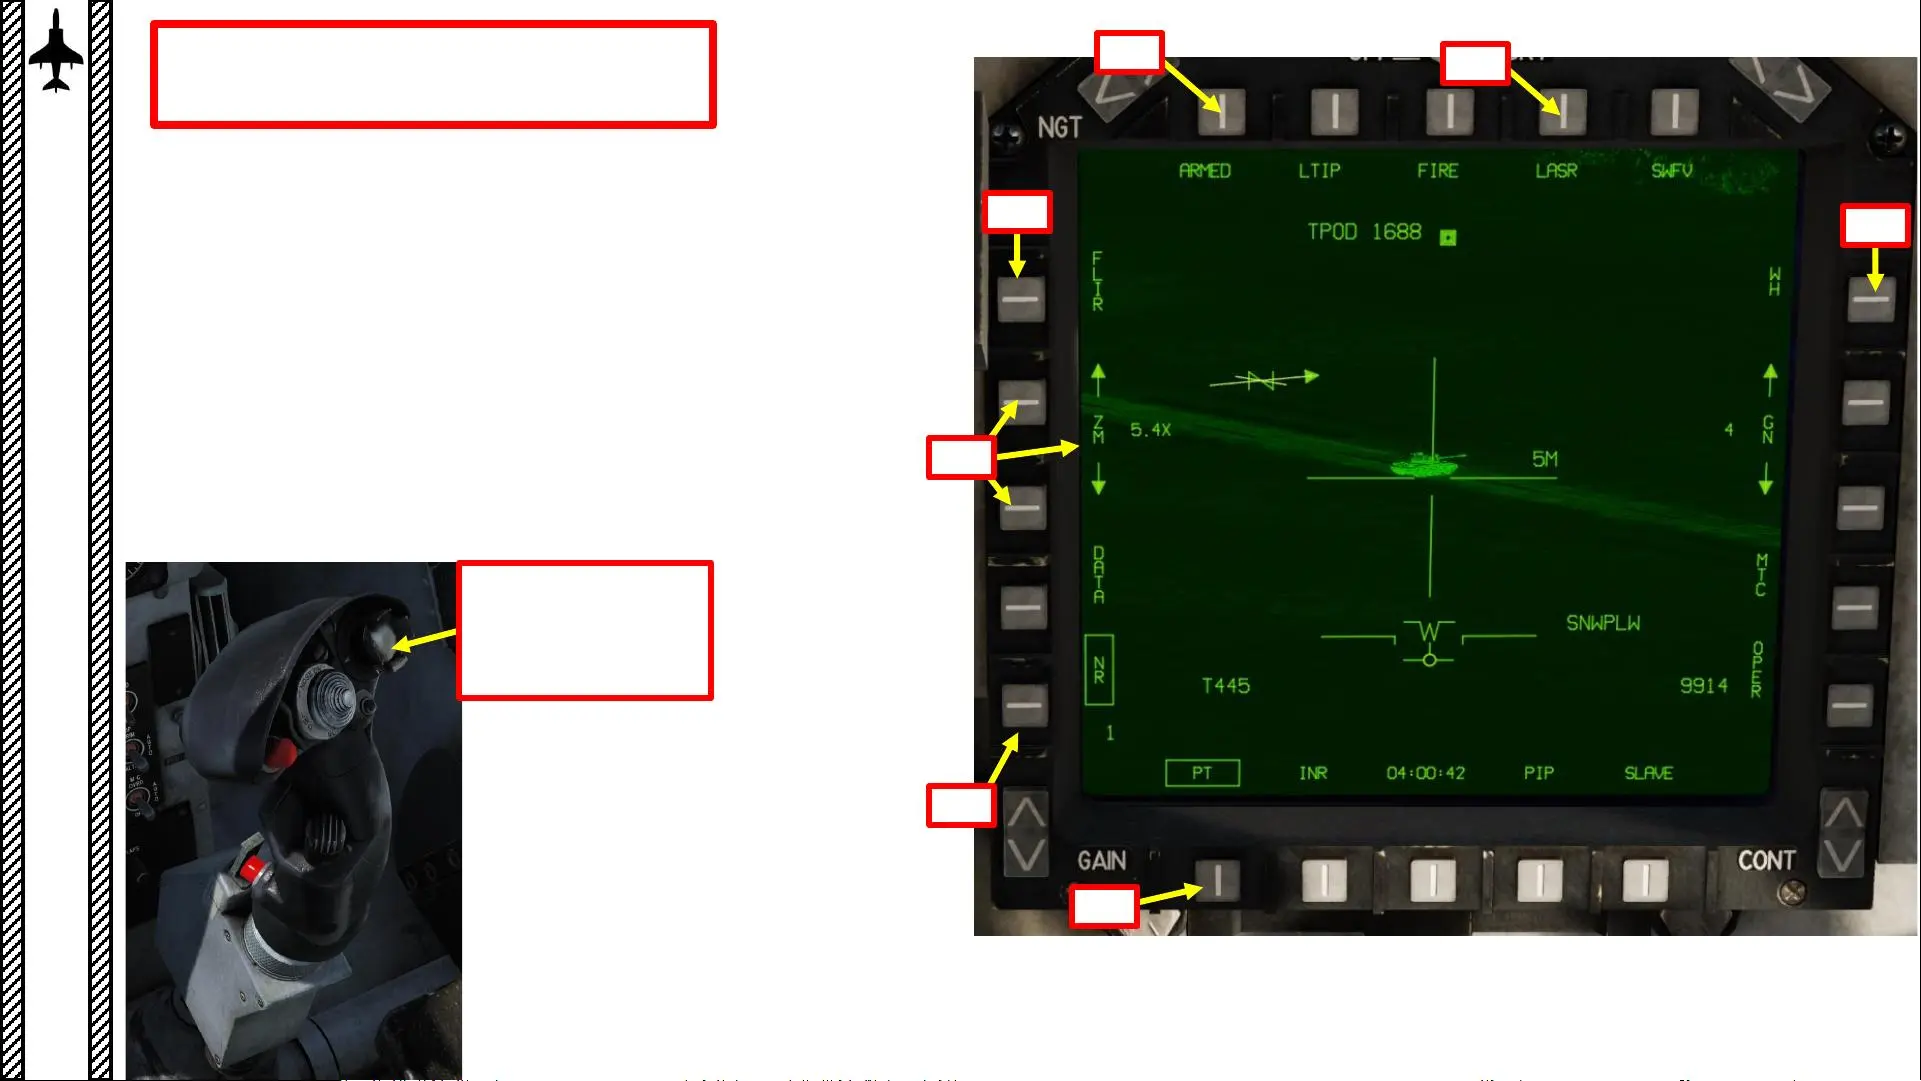 NGT
ARMED LTIP FIRE LASR SWFV
TPOD 1688
FLIR
WH
ZM
5.4X
4
GN
5M
DATA
MTC
SNWPLW
NR
OPER
T445
9914
1
PT INR 04:00:42 PIP SLAVE
GAIN
CONT